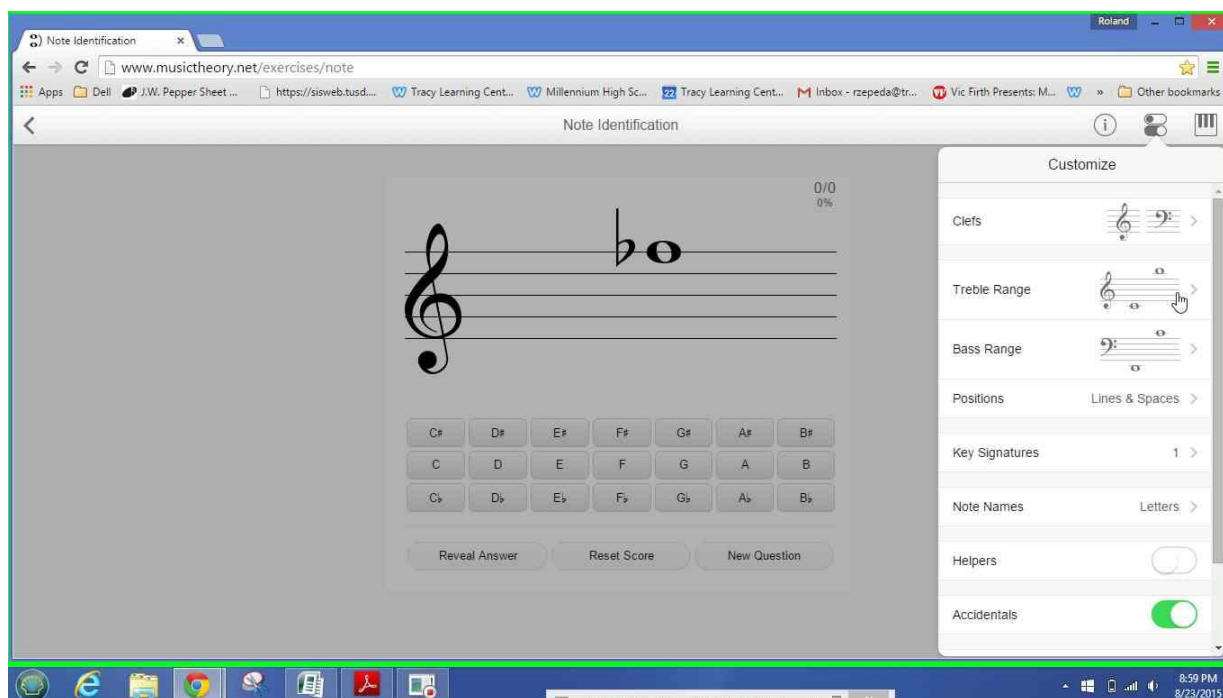 Roland
Note Identification
www.musictheory.net/exercises/note
Apps Dell J.W. Pepper Sheet ... https://sisweb.tusd.... Tracy Learning Cent... Millennium High Sc... 22 Tracy Learning Cent... Inbox - rzepeda@tr... Vic Firth Presents: M... » Other bookmarks
Note Identification
Customize
0/0
0%
Clefs
Treble Range
Bass Range
Positions Lines & Spaces
Key Signatures 1
Note Names Letters
Helpers
Accidentals
C♯ D♯ E♯ F♯ G♯ A♯ B♯
C D E F G A B
C♭ D♭ E♭ F♭ G♭ A♭ B♭
Reveal Answer Reset Score New Question
8:59 PM
8/23/2015